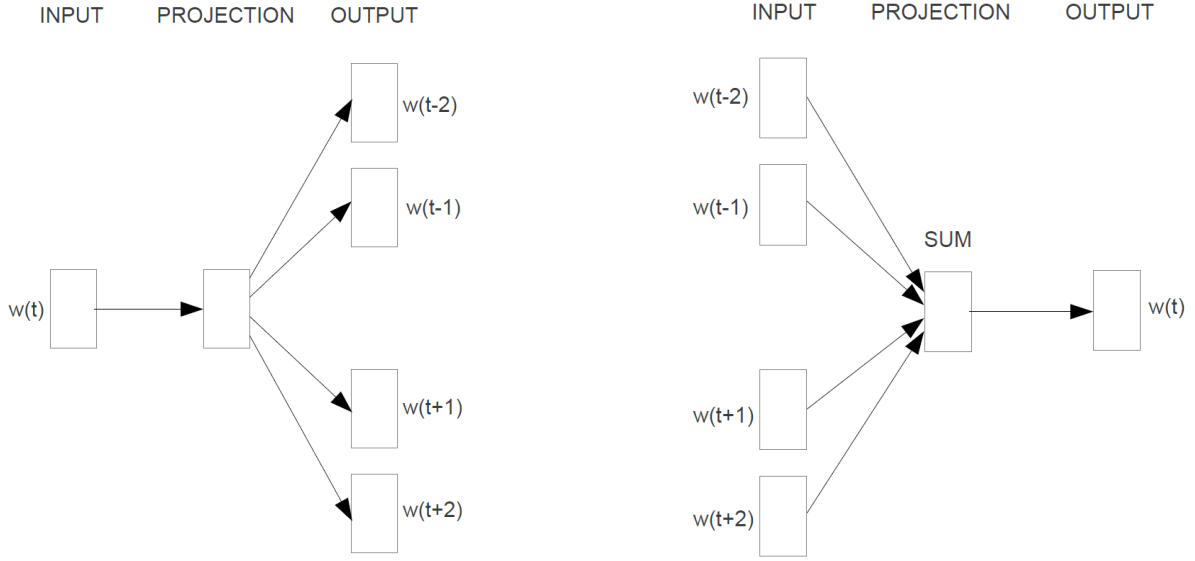 INPUT PROJECTION OUTPUT
w(t-2)
w(t-1)
w(t)
w(t+1)
w(t+2)
INPUT PROJECTION OUTPUT
w(t-2)
w(t-1)
SUM
w(t)
w(t+1)
w(t+2)